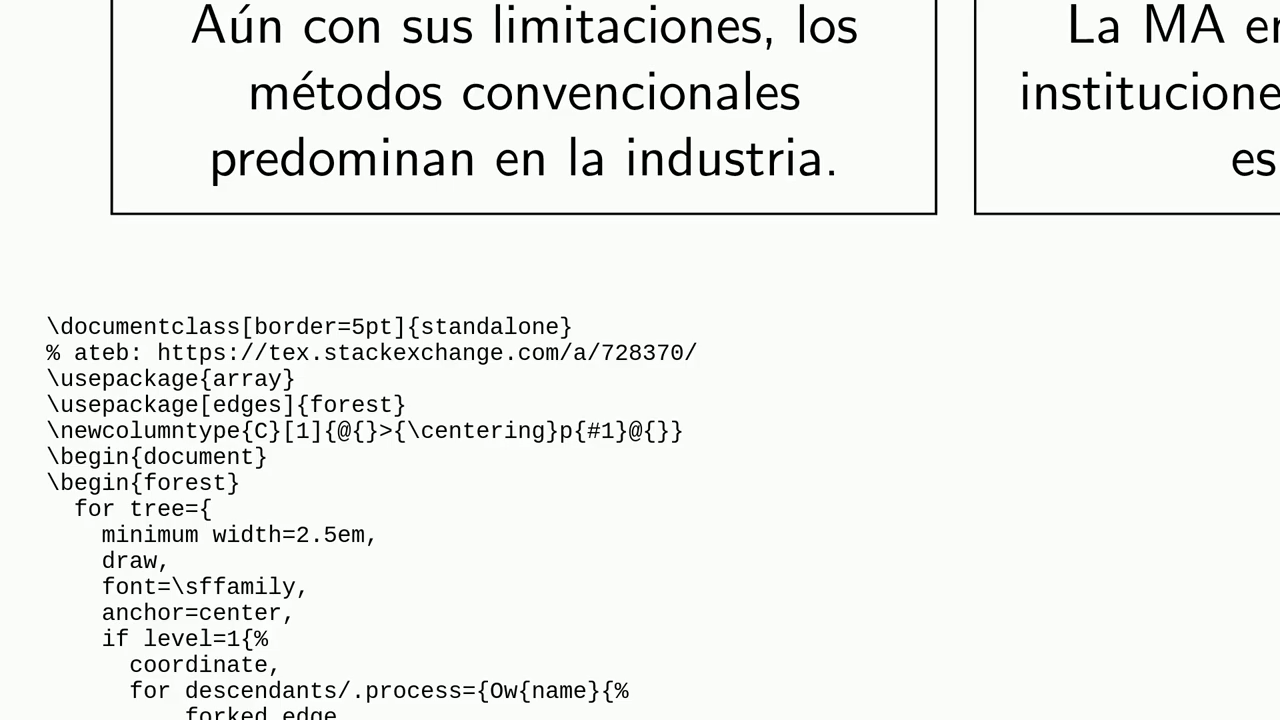 Aún con sus limitaciones, los
métodos convencionales
predominan en la industria.
La MA en
institucione
es
\documentclass[border=5pt]{standalone}
% ateb: https://tex.stackexchange.com/a/728370/
\usepackage{array}
\usepackage[edges]{forest}
\newcolumntype{C}[1]{@{}>{\centering}p{#1}@{}}
\begin{document}
\begin{forest}
  for tree={
    minimum width=2.5em,
    draw,
    font=\sffamily,
    anchor=center,
    if level=1{%
      coordinate,
      for descendants/.process={Ow{name}{%
          forked edge